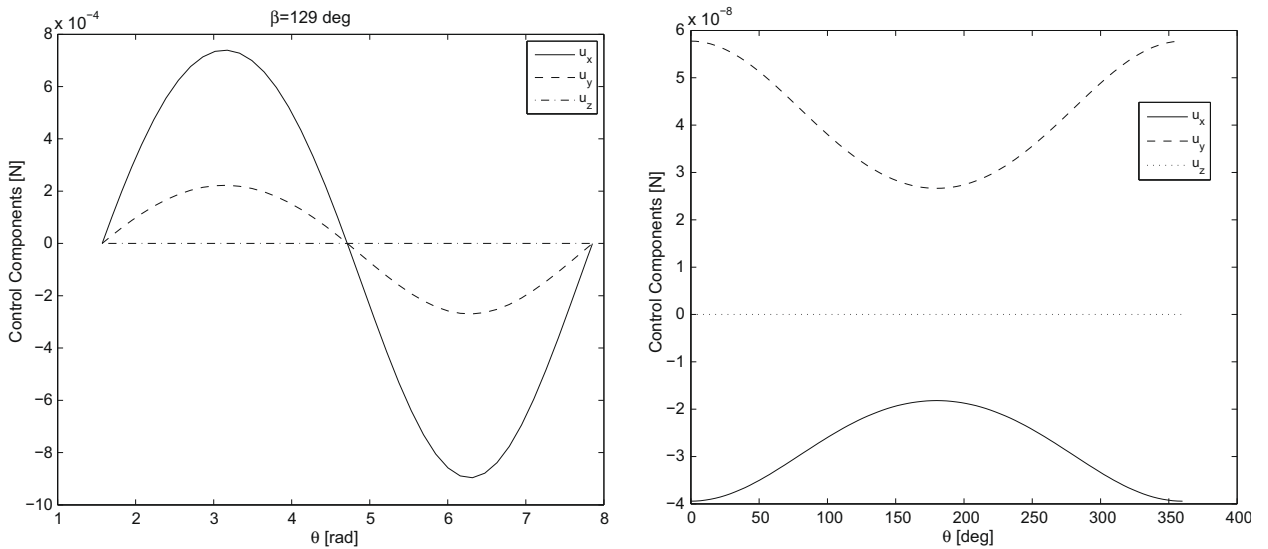 β=129 deg
x 10⁻⁴
8
6
4
2
0
−2
−4
−6
−8
−10
1 2 3 4 5 6 7 8
Control Components [N]
θ [rad]
uₓ
u_y
u_z
x 10⁻⁸
6
5
4
3
2
1
0
−1
−2
−3
−4
0 50 100 150 200 250 300 350 400
Control Components [N]
θ [deg]
uₓ
u_y
u_z